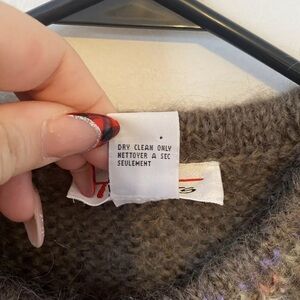 DRY CLEAN ONLY
NETTOYER A SEC
SEULEMENT